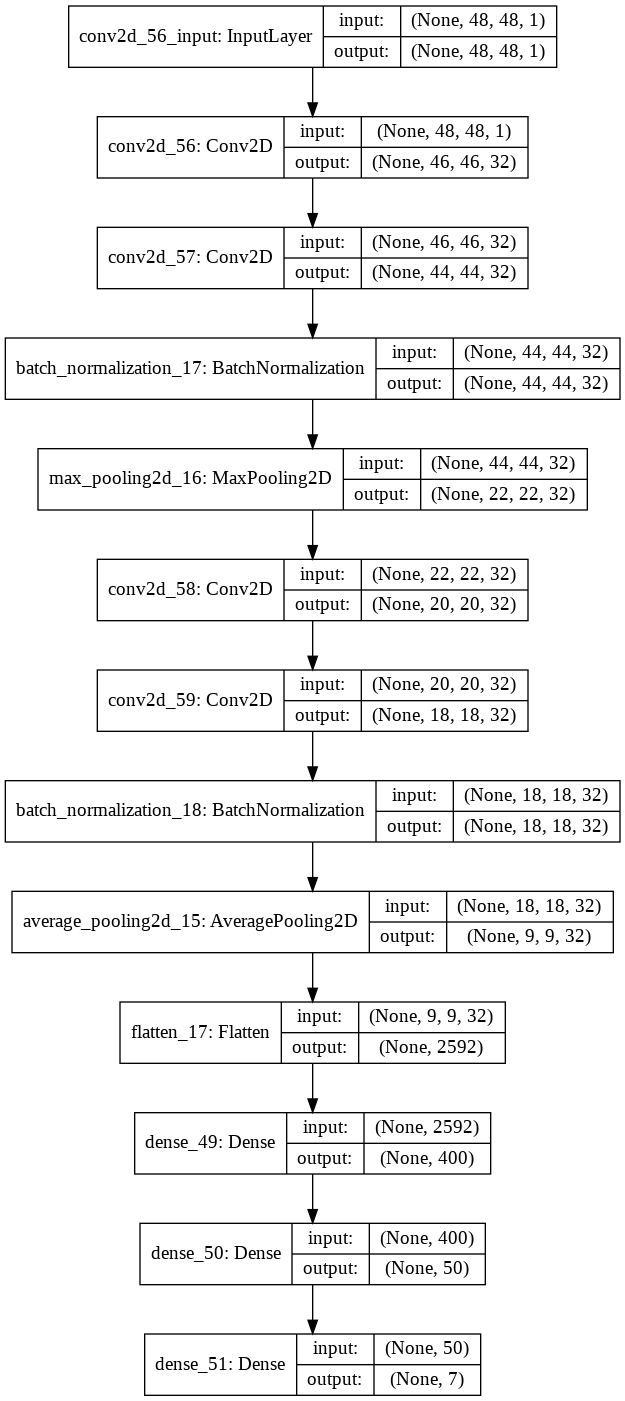 conv2d_56_input: InputLayer
input: (None, 48, 48, 1)
output: (None, 48, 48, 1)
conv2d_56: Conv2D
input: (None, 48, 48, 1)
output: (None, 46, 46, 32)
conv2d_57: Conv2D
input: (None, 46, 46, 32)
output: (None, 44, 44, 32)
batch_normalization_17: BatchNormalization
input: (None, 44, 44, 32)
output: (None, 44, 44, 32)
max_pooling2d_16: MaxPooling2D
input: (None, 44, 44, 32)
output: (None, 22, 22, 32)
conv2d_58: Conv2D
input: (None, 22, 22, 32)
output: (None, 20, 20, 32)
conv2d_59: Conv2D
input: (None, 20, 20, 32)
output: (None, 18, 18, 32)
batch_normalization_18: BatchNormalization
input: (None, 18, 18, 32)
output: (None, 18, 18, 32)
average_pooling2d_15: AveragePooling2D
input: (None, 18, 18, 32)
output: (None, 9, 9, 32)
flatten_17: Flatten
input: (None, 9, 9, 32)
output: (None, 2592)
dense_49: Dense
input: (None, 2592)
output: (None, 400)
dense_50: Dense
input: (None, 400)
output: (None, 50)
dense_51: Dense
input: (None, 50)
output: (None, 7)